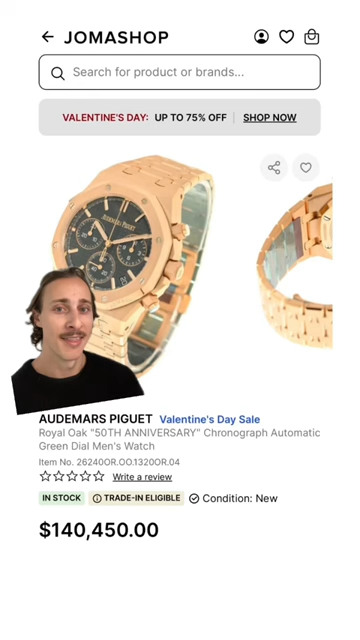 JOMASHOP
Search for product or brands...
VALENTINE'S DAY: UP TO 75% OFF | SHOP NOW
AUDEMARS PIGUET
AUDEMARS PIGUET Valentine's Day Sale
Royal Oak "50TH ANNIVERSARY" Chronograph Automatic
Green Dial Men's Watch
Item No. 26240OR.OO.1320OR.04
Write a review
IN STOCK TRADE-IN ELIGIBLE Condition: New
$140,450.00